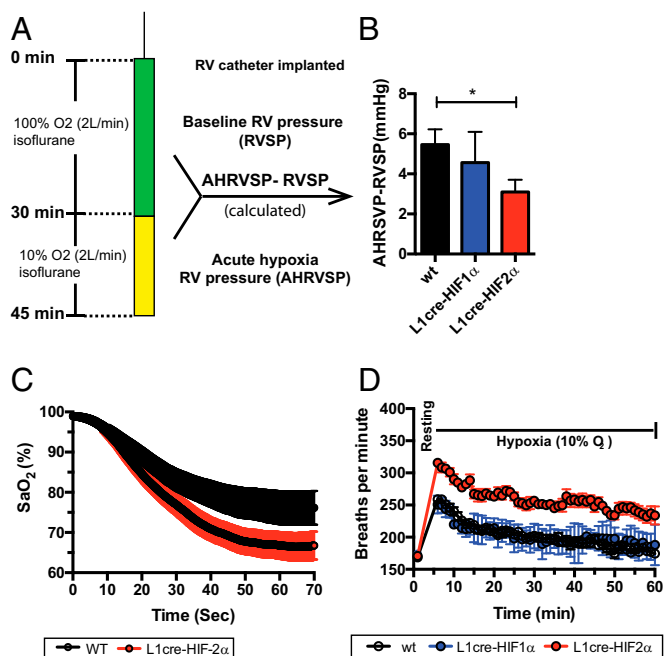 A
0 min
100% O2 (2L/min)
isoflurane
30 min
10% O2 (2L/min)
isoflurane
45 min
RV catheter implanted
Baseline RV pressure
(RVSP)
AHRVSP- RVSP
(calculated)
Acute hypoxia
RV pressure (AHRVSP)
B
AHRSVP-RVSP(mmHg)
8
6
4
2
0
*
wt
L1cre-HIF1α
L1cre-HIF2α
C
SaO2 (%)
100
90
80
70
60
0 10 20 30 40 50 60 70
Time (Sec)
WT L1cre-HIF-2α
D
Breaths per minute
400
350
300
250
200
150
Resting
Hypoxia (10% O2)
0 10 20 30 40 50 60
Time (min)
wt L1cre-HIF1α L1cre-HIF2α